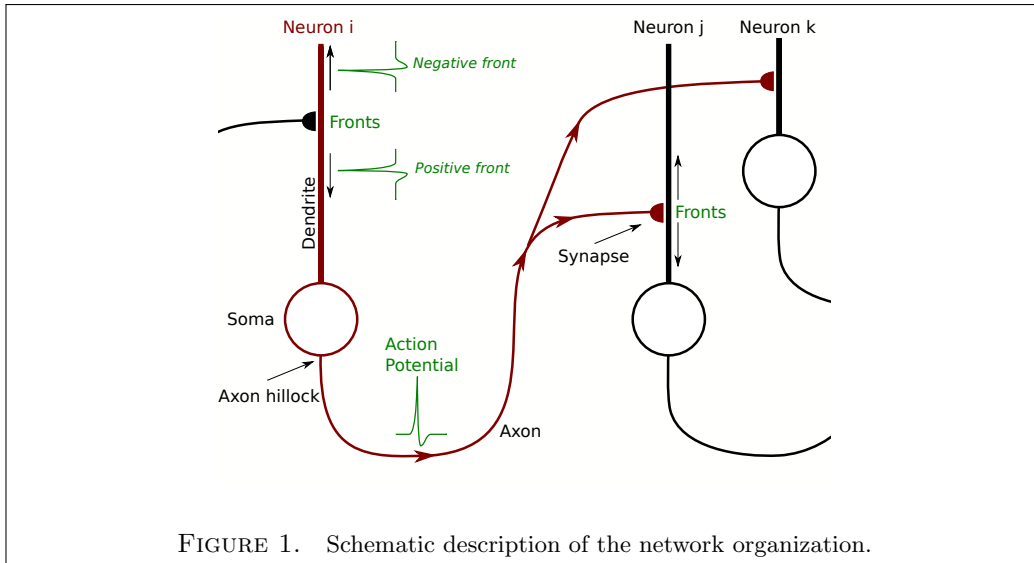 Neuron i
Neuron j
Neuron k
Negative front
Fronts
Positive front
Dendrite
Fronts
Synapse
Soma
Action
Potential
Axon hillock
Axon
FIGURE 1. Schematic description of the network organization.